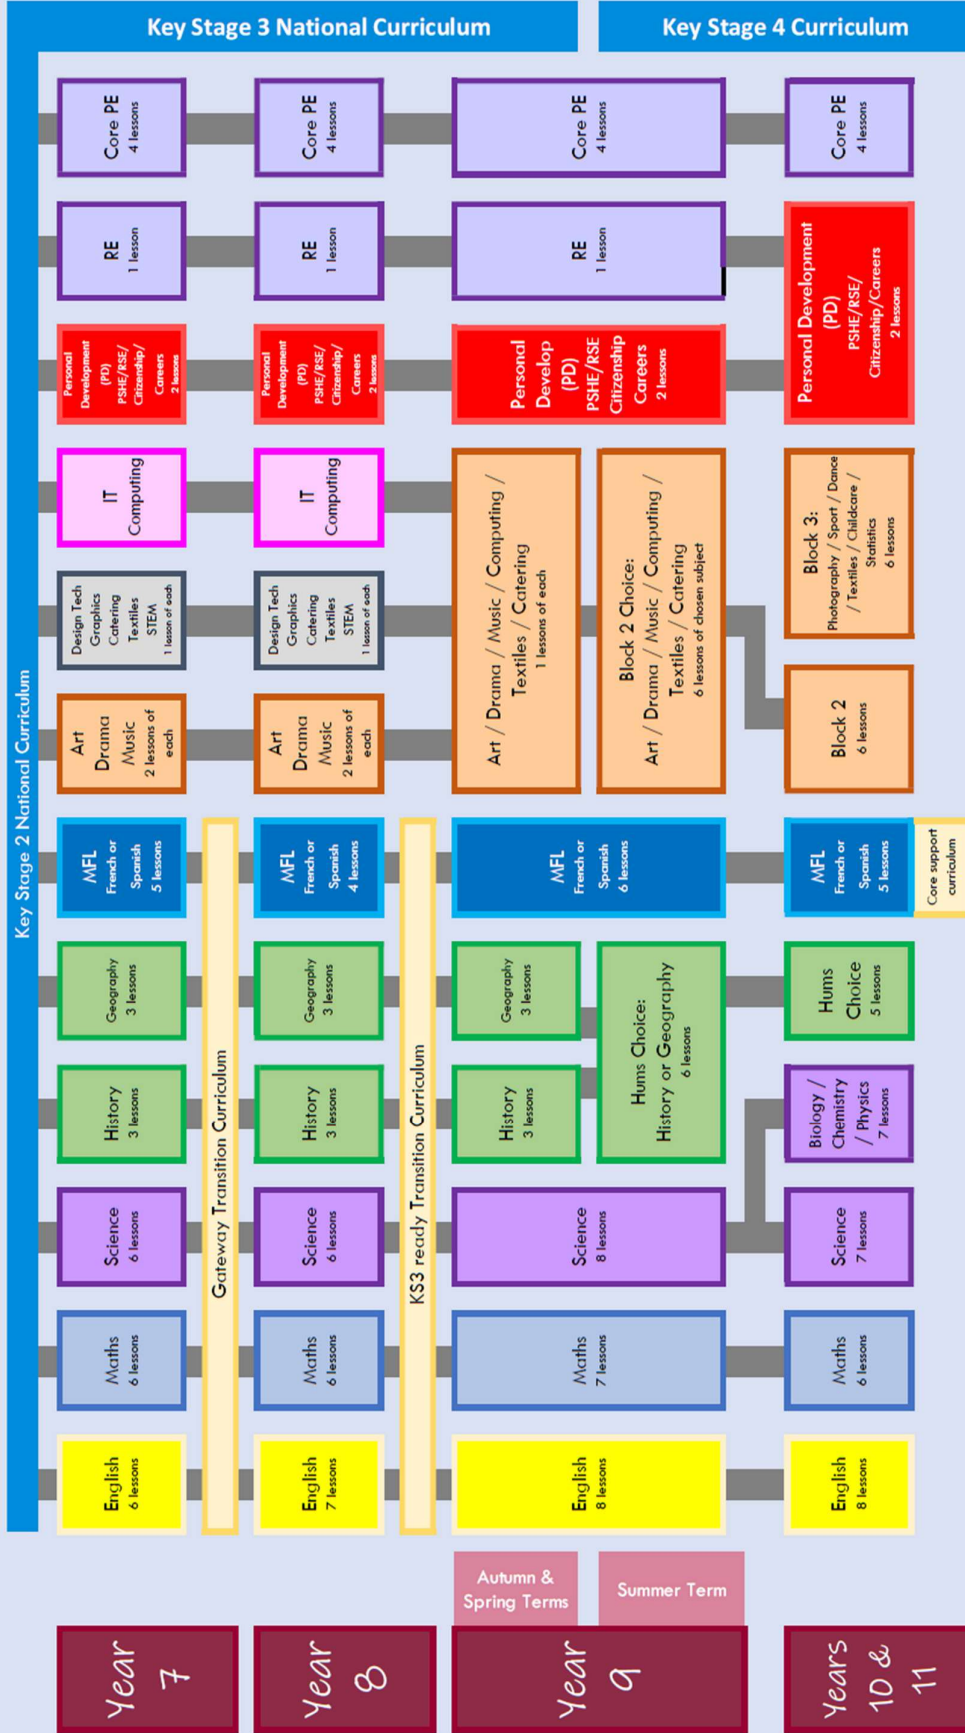 Key Stage 2 National Curriculum
Key Stage 3 National Curriculum
Key Stage 4 Curriculum
Year
7
English
6 lessons
Maths
6 lessons
Science
6 lessons
History
3 lessons
Geography
3 lessons
MFL
French or
Spanish
5 lessons
Art
Drama
Music
2 lessons of
each
Design Tech
Graphics
Catering
Textiles
STEM
1 lesson of each
IT
Computing
Personal
Development
(PD)
PSHE/RSE/
Citizenship/
Careers
2 lessons
RE
1 lesson
Core PE
4 lessons
Gateway Transition Curriculum
Year
8
English
7 lessons
Maths
6 lessons
Science
6 lessons
History
3 lessons
Geography
3 lessons
MFL
French or
Spanish
4 lessons
Art
Drama
Music
2 lessons of
each
Design Tech
Graphics
Catering
Textiles
STEM
1 lesson of each
IT
Computing
Personal
Development
(PD)
PSHE/RSE/
Citizenship/
Careers
2 lessons
RE
1 lesson
Core PE
4 lessons
KS3 ready Transition Curriculum
Year
9
Autumn &
Spring Terms
Summer Term
English
8 lessons
Maths
7 lessons
Science
8 lessons
History
3 lessons
Geography
3 lessons
Hums Choice:
History or Geography
6 lessons
MFL
French or
Spanish
6 lessons
Art / Drama / Music / Computing /
Textiles / Catering
1 lessons of each
Block 2 Choice:
Art / Drama / Music / Computing /
Textiles / Catering
6 lessons of chosen subject
Personal
Develop
(PD)
PSHE/RSE
Citizenship
Careers
2 lessons
RE
1 lesson
Core PE
4 lessons
Years
10 &
11
English
8 lessons
Maths
6 lessons
Science
7 lessons
Biology /
Chemistry
/ Physics
7 lessons
Hums
Choice
5 lessons
MFL
French or
Spanish
5 lessons
Core support
curriculum
Block 2
6 lessons
Block 3:
Photography / Sport / Dance
/ Textiles / Childcare /
Statistics
6 lessons
Personal Development
(PD)
PSHE/RSE/
Citizenship/Careers
2 lessons
Core PE
4 lessons